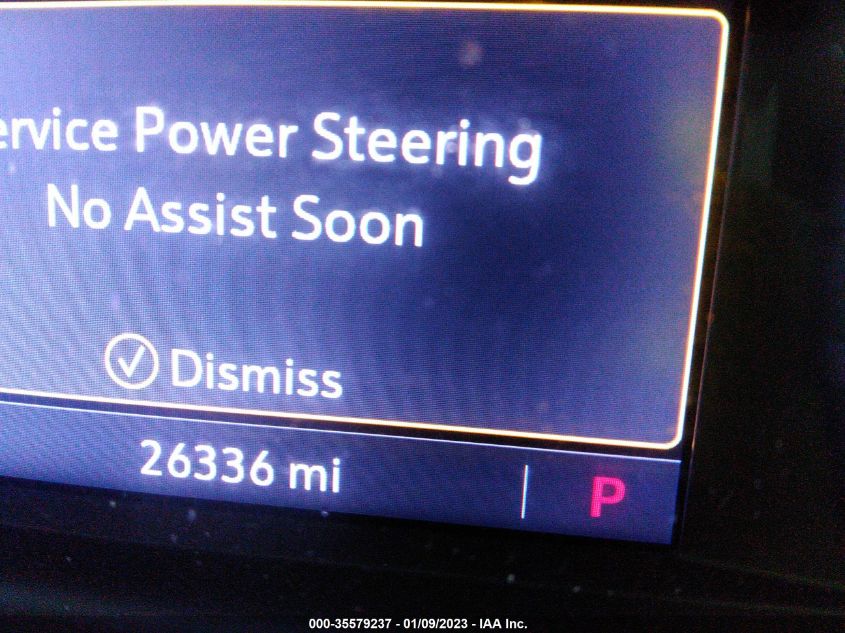 ervice Power Steering
No Assist Soon
Dismiss
26336 mi
P
000-35579237 - 01/09/2023 - IAA Inc.